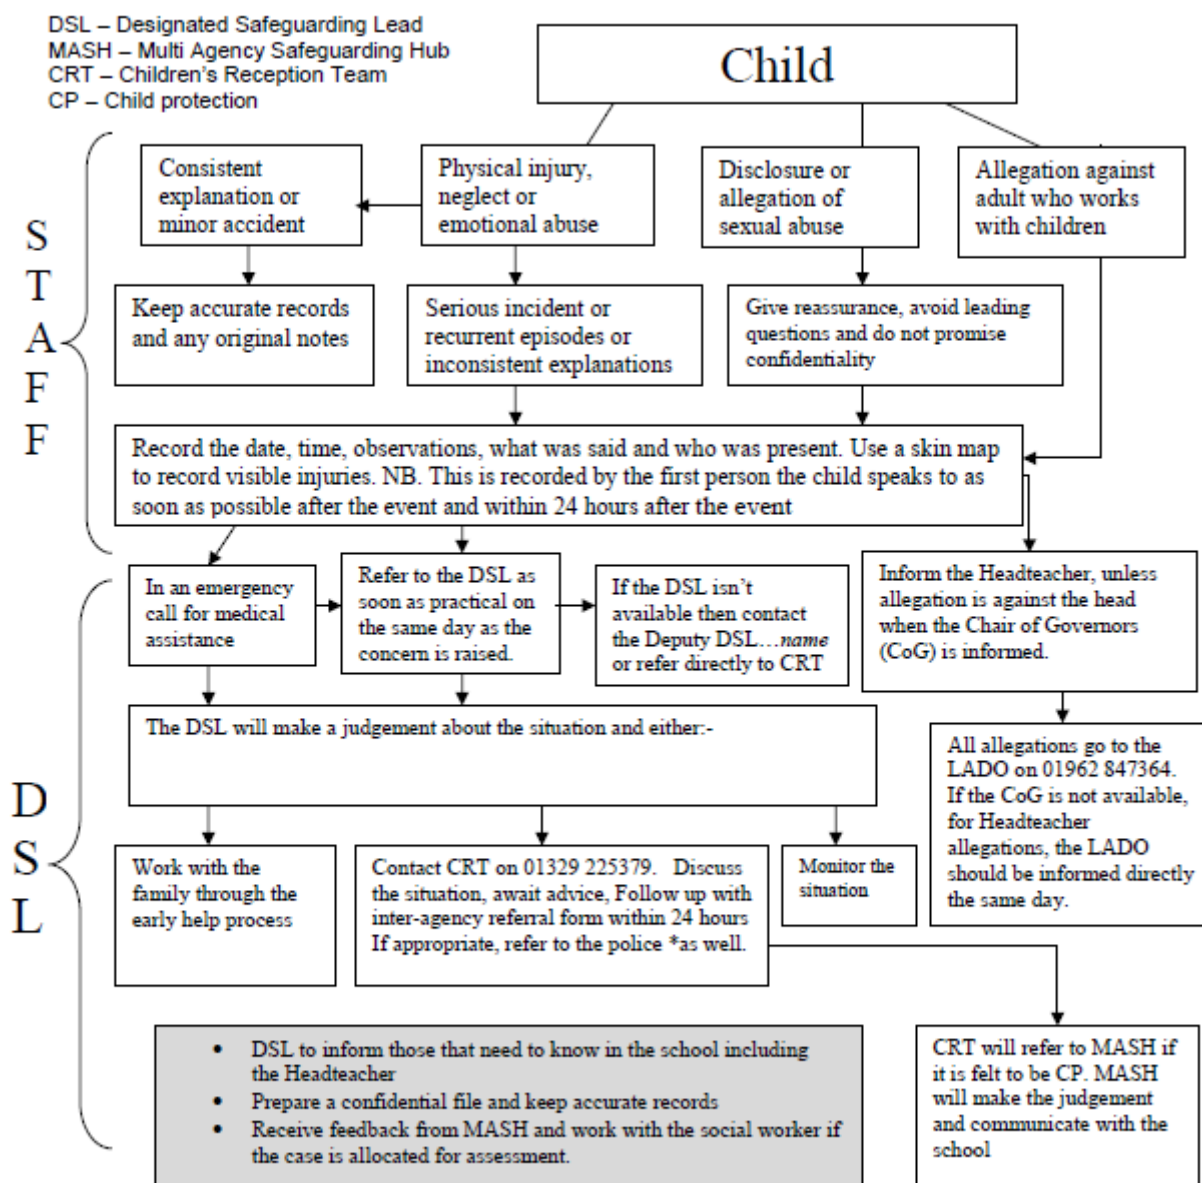 DSL – Designated Safeguarding Lead
MASH – Multi Agency Safeguarding Hub
CRT – Children's Reception Team
CP – Child protection
Child
Consistent
explanation or
minor accident
Physical injury,
neglect or
emotional abuse
Disclosure or
allegation of
sexual abuse
Allegation against
adult who works
with children
S
T
A
F
F
Keep accurate records
and any original notes
Serious incident or
recurrent episodes or
inconsistent explanations
Give reassurance, avoid leading
questions and do not promise
confidentiality
Record the date, time, observations, what was said and who was present. Use a skin map
to record visible injuries. NB. This is recorded by the first person the child speaks to as
soon as possible after the event and within 24 hours after the event
In an emergency
call for medical
assistance
Refer to the DSL as
soon as practical on
the same day as the
concern is raised.
If the DSL isn't
available then contact
the Deputy DSL…name
or refer directly to CRT
Inform the Headteacher, unless
allegation is against the head
when the Chair of Governors
(CoG) is informed.
The DSL will make a judgement about the situation and either:-
All allegations go to the
LADO on 01962 847364.
If the CoG is not available,
for Headteacher
allegations, the LADO
should be informed directly
the same day.
D
S
L
Work with the
family through the
early help process
Contact CRT on 01329 225379. Discuss
the situation, await advice, Follow up with
inter-agency referral form within 24 hours
If appropriate, refer to the police *as well.
Monitor the
situation
• DSL to inform those that need to know in the school including
the Headteacher
• Prepare a confidential file and keep accurate records
• Receive feedback from MASH and work with the social worker if
the case is allocated for assessment.
CRT will refer to MASH if
it is felt to be CP. MASH
will make the judgement
and communicate with the
school